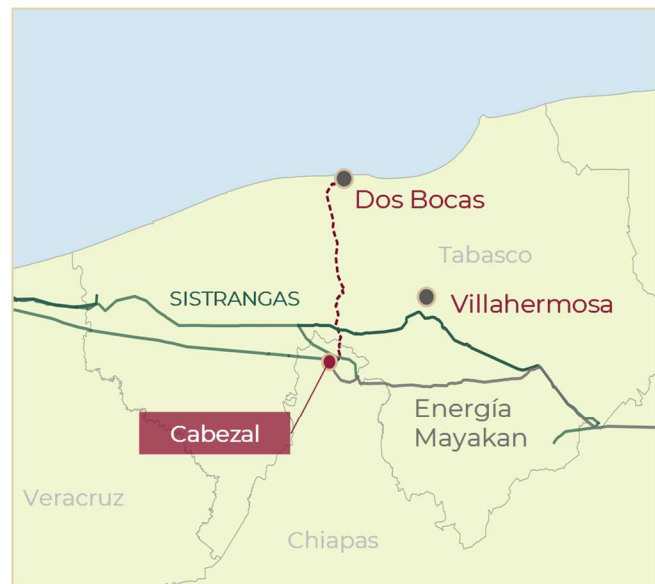 Dos Bocas
Tabasco
SISTRANGAS
Villahermosa
Energía
Mayakan
Cabezal
Veracruz
Chiapas